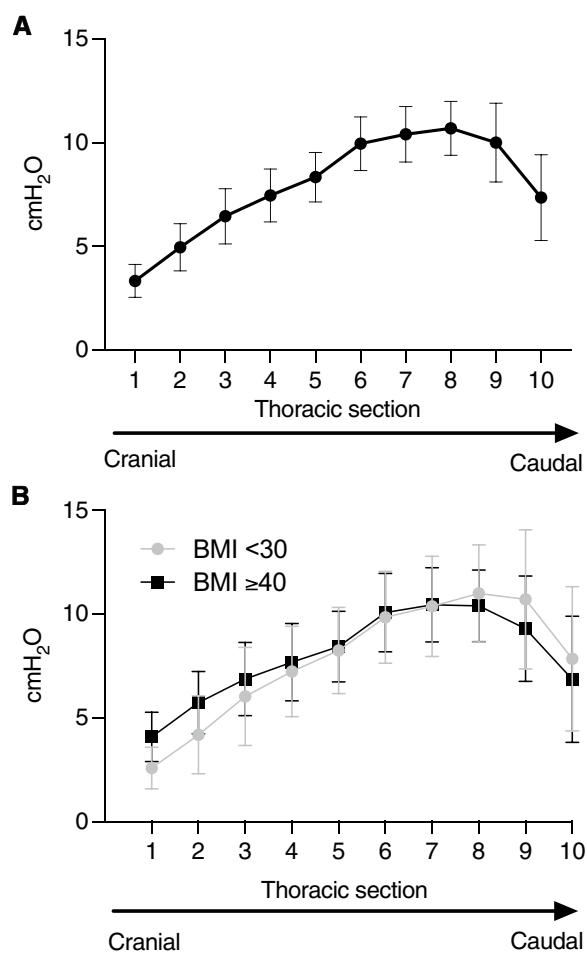 A
15
10
5
0
cmH₂O
1 2 3 4 5 6 7 8 9 10
Thoracic section
Cranial
Caudal
B
15
10
5
0
cmH₂O
BMI <30
BMI ≥40
1 2 3 4 5 6 7 8 9 10
Thoracic section
Cranial
Caudal